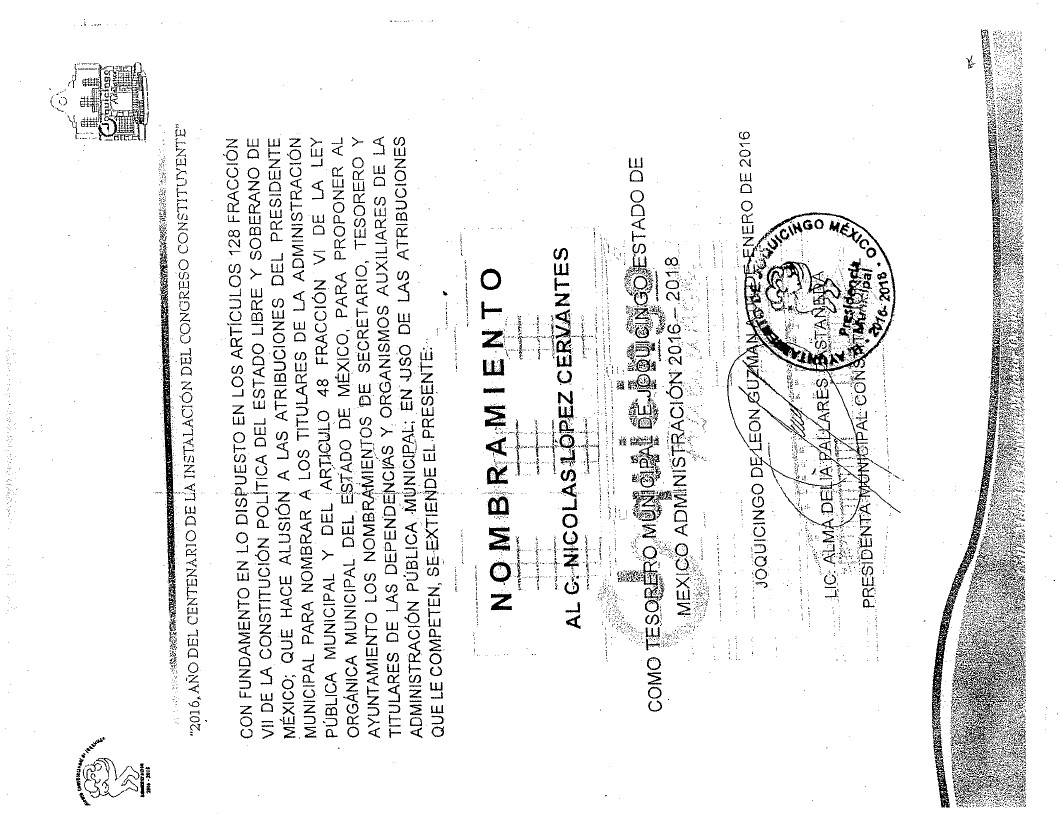 "2016, AÑO DEL CENTENARIO DE LA INSTALACIÓN DEL CONGRESO CONSTITUYENTE"
CON FUNDAMENTO EN LO DISPUESTO EN LOS ARTÍCULOS 128 FRACCIÓN
VII DE LA CONSTITUCIÓN POLÍTICA DEL ESTADO LIBRE Y SOBERANO DE
MÉXICO; QUE HACE ALUSIÓN A LAS ATRIBUCIONES DEL PRESIDENTE
MUNICIPAL PARA NOMBRAR A LOS TITULARES DE LA ADMINISTRACIÓN
PÚBLICA MUNICIPAL Y DEL ARTICULO 48 FRACCIÓN VI DE LA LEY
ORGÁNICA MUNICIPAL DEL ESTADO DE MÉXICO, PARA PROPONER AL
AYUNTAMIENTO LOS NOMBRAMIENTOS DE SECRETARIO, TESORERO Y
TITULARES DE LAS DEPENDENCIAS Y ORGANISMOS AUXILIARES DE LA
ADMINISTRACIÓN PÚBLICA MUNICIPAL; EN USO DE LAS ATRIBUCIONES
QUE LE COMPETEN, SE EXTIENDE EL PRESENTE:
NOMBRAMIENTO
AL C. NICOLAS LÓPEZ CERVANTES
COMO TESORERO MUNICIPAL DE JOQUICINGO ESTADO DE
MEXICO ADMINISTRACIÓN 2016 – 2018
JOQUICINGO DE LEON GUZMAN DE ENERO DE 2016
LIC. ALMA DELIA PALLARES CASTAÑEDA
PRESIDENTA MUNICIPAL
H. AYUNTAMIENTO DE JOQUICINGO MÉXICO
Presidencia
Municipal
2016-2018